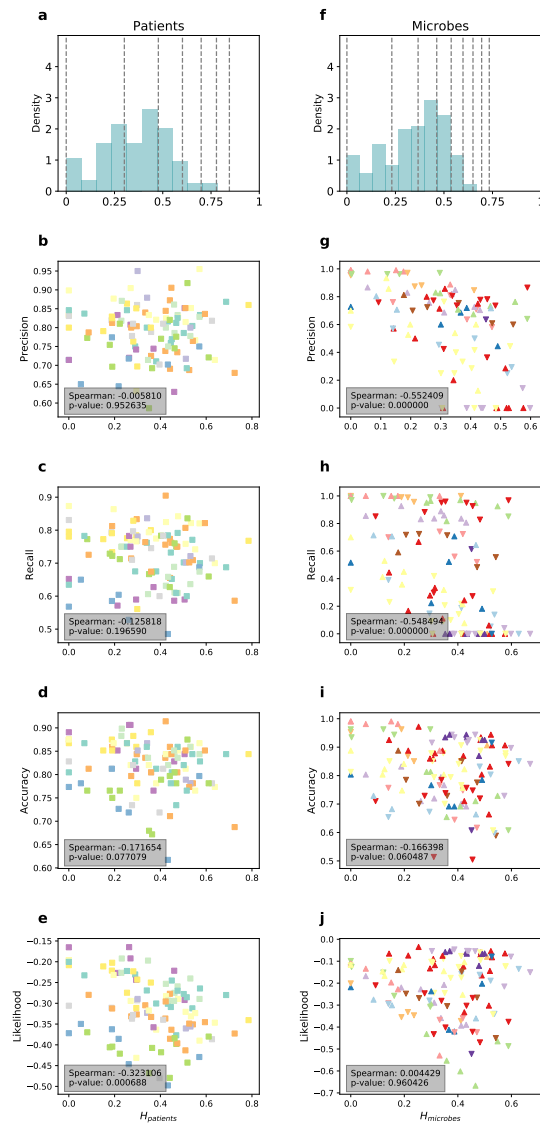 a Patients
f Microbes
Density
4
3
2
1
0
0 0.25 0.5 0.75 1
Density
4
3
2
1
0
0 0.25 0.5 0.75 1
b
Precision
0.95
0.90
0.85
0.80
0.75
0.70
0.65
0.60
Spearman: -0.005810
p-value: 0.952635
0.0 0.2 0.4 0.6 0.8
g
Precision
1.0
0.8
0.6
0.4
0.2
0.0
Spearman: -0.552409
p-value: 0.000000
0.0 0.1 0.2 0.3 0.4 0.5 0.6
c
Recall
0.9
0.8
0.7
0.6
0.5
Spearman: -0.125818
p-value: 0.196590
0.0 0.2 0.4 0.6 0.8
h
Recall
1.0
0.8
0.6
0.4
0.2
0.0
Spearman: -0.548494
p-value: 0.000000
0.0 0.2 0.4 0.6
d
Accuracy
0.90
0.85
0.80
0.75
0.70
0.65
0.60
Spearman: -0.171654
p-value: 0.077079
0.0 0.2 0.4 0.6 0.8
i
Accuracy
1.0
0.9
0.8
0.7
0.6
0.5
Spearman: -0.166398
p-value: 0.060487
0.0 0.2 0.4 0.6
e
Likelihood
−0.15
−0.20
−0.25
−0.30
−0.35
−0.40
−0.45
−0.50
Spearman: -0.323106
p-value: 0.000688
0.0 0.2 0.4 0.6 0.8
H_patients
j
Likelihood
0.0
−0.1
−0.2
−0.3
−0.4
−0.5
−0.6
−0.7
Spearman: 0.004429
p-value: 0.960426
0.0 0.2 0.4 0.6
H_microbes